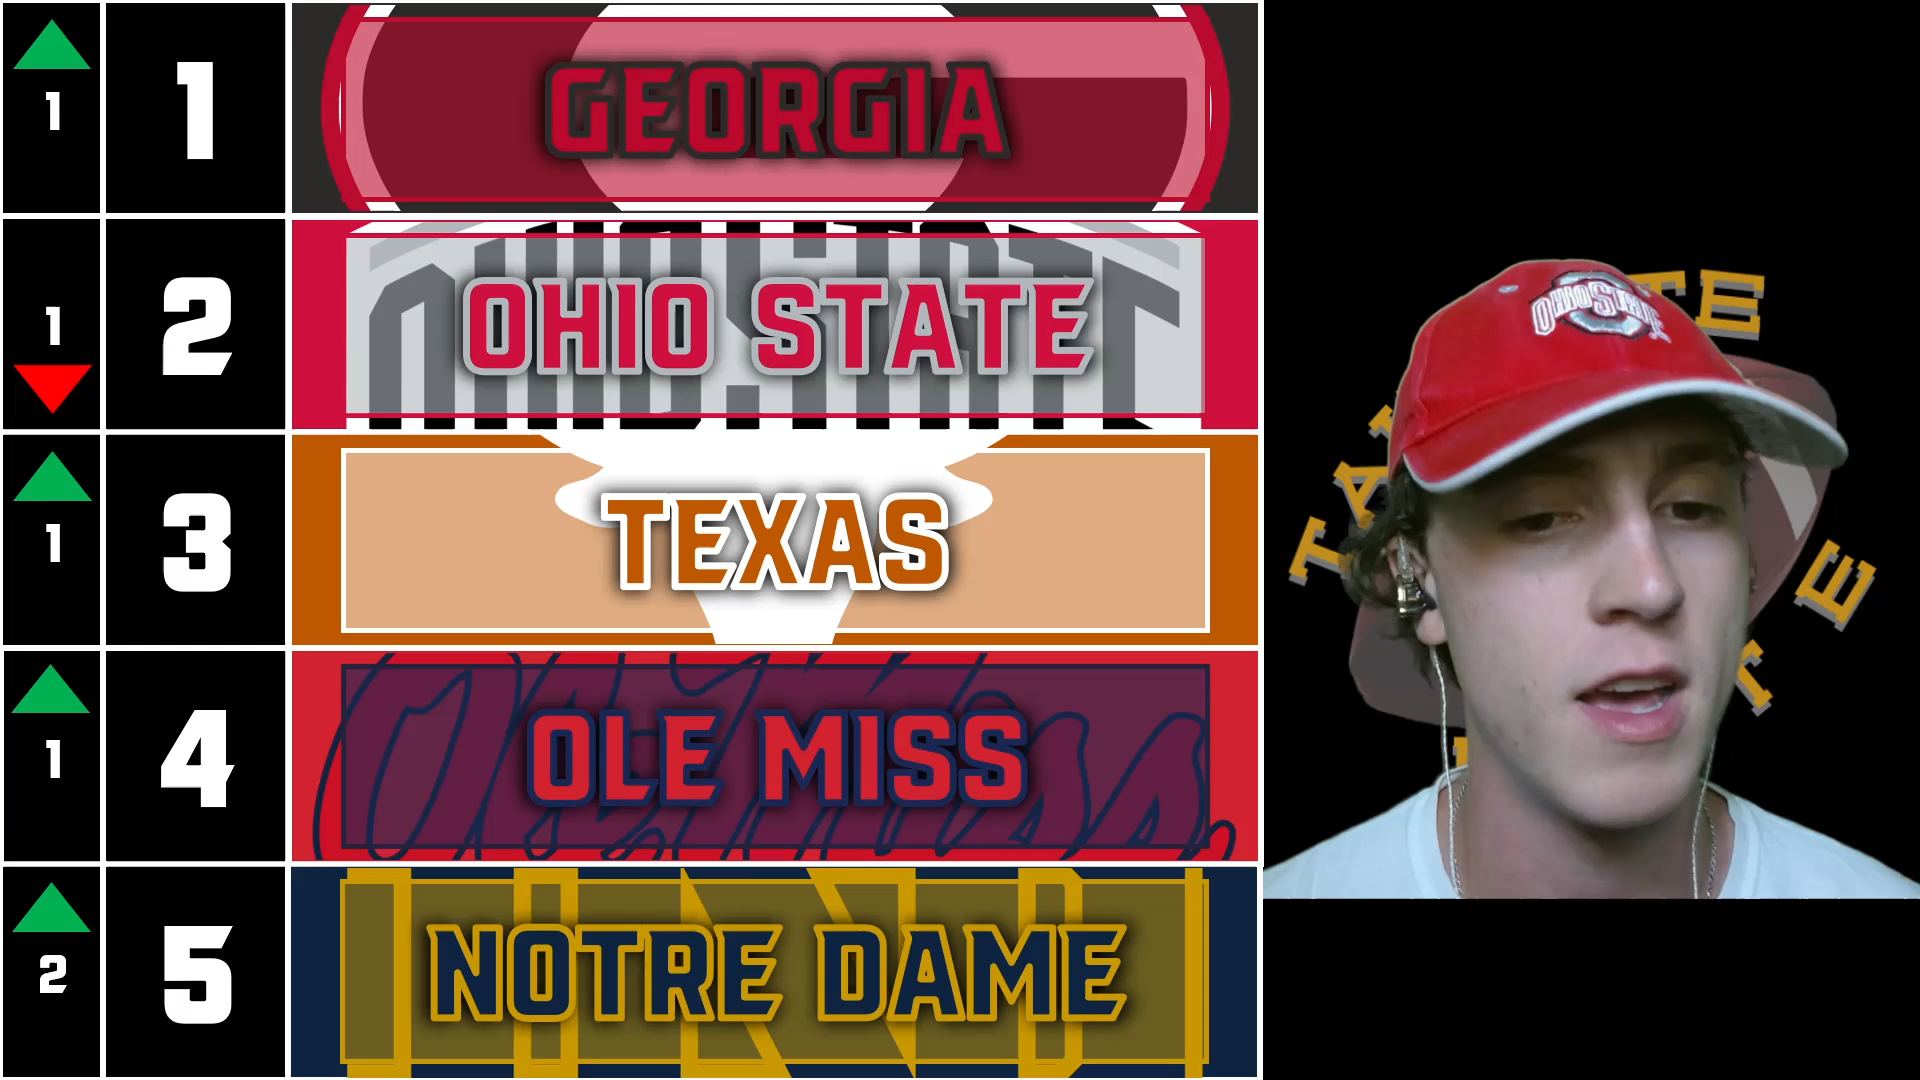 1
1
GEORGIA
1
2
OHIO STATE
1
3
TEXAS
1
4
OLE MISS
2
5
NOTRE DAME
OHIO STATE